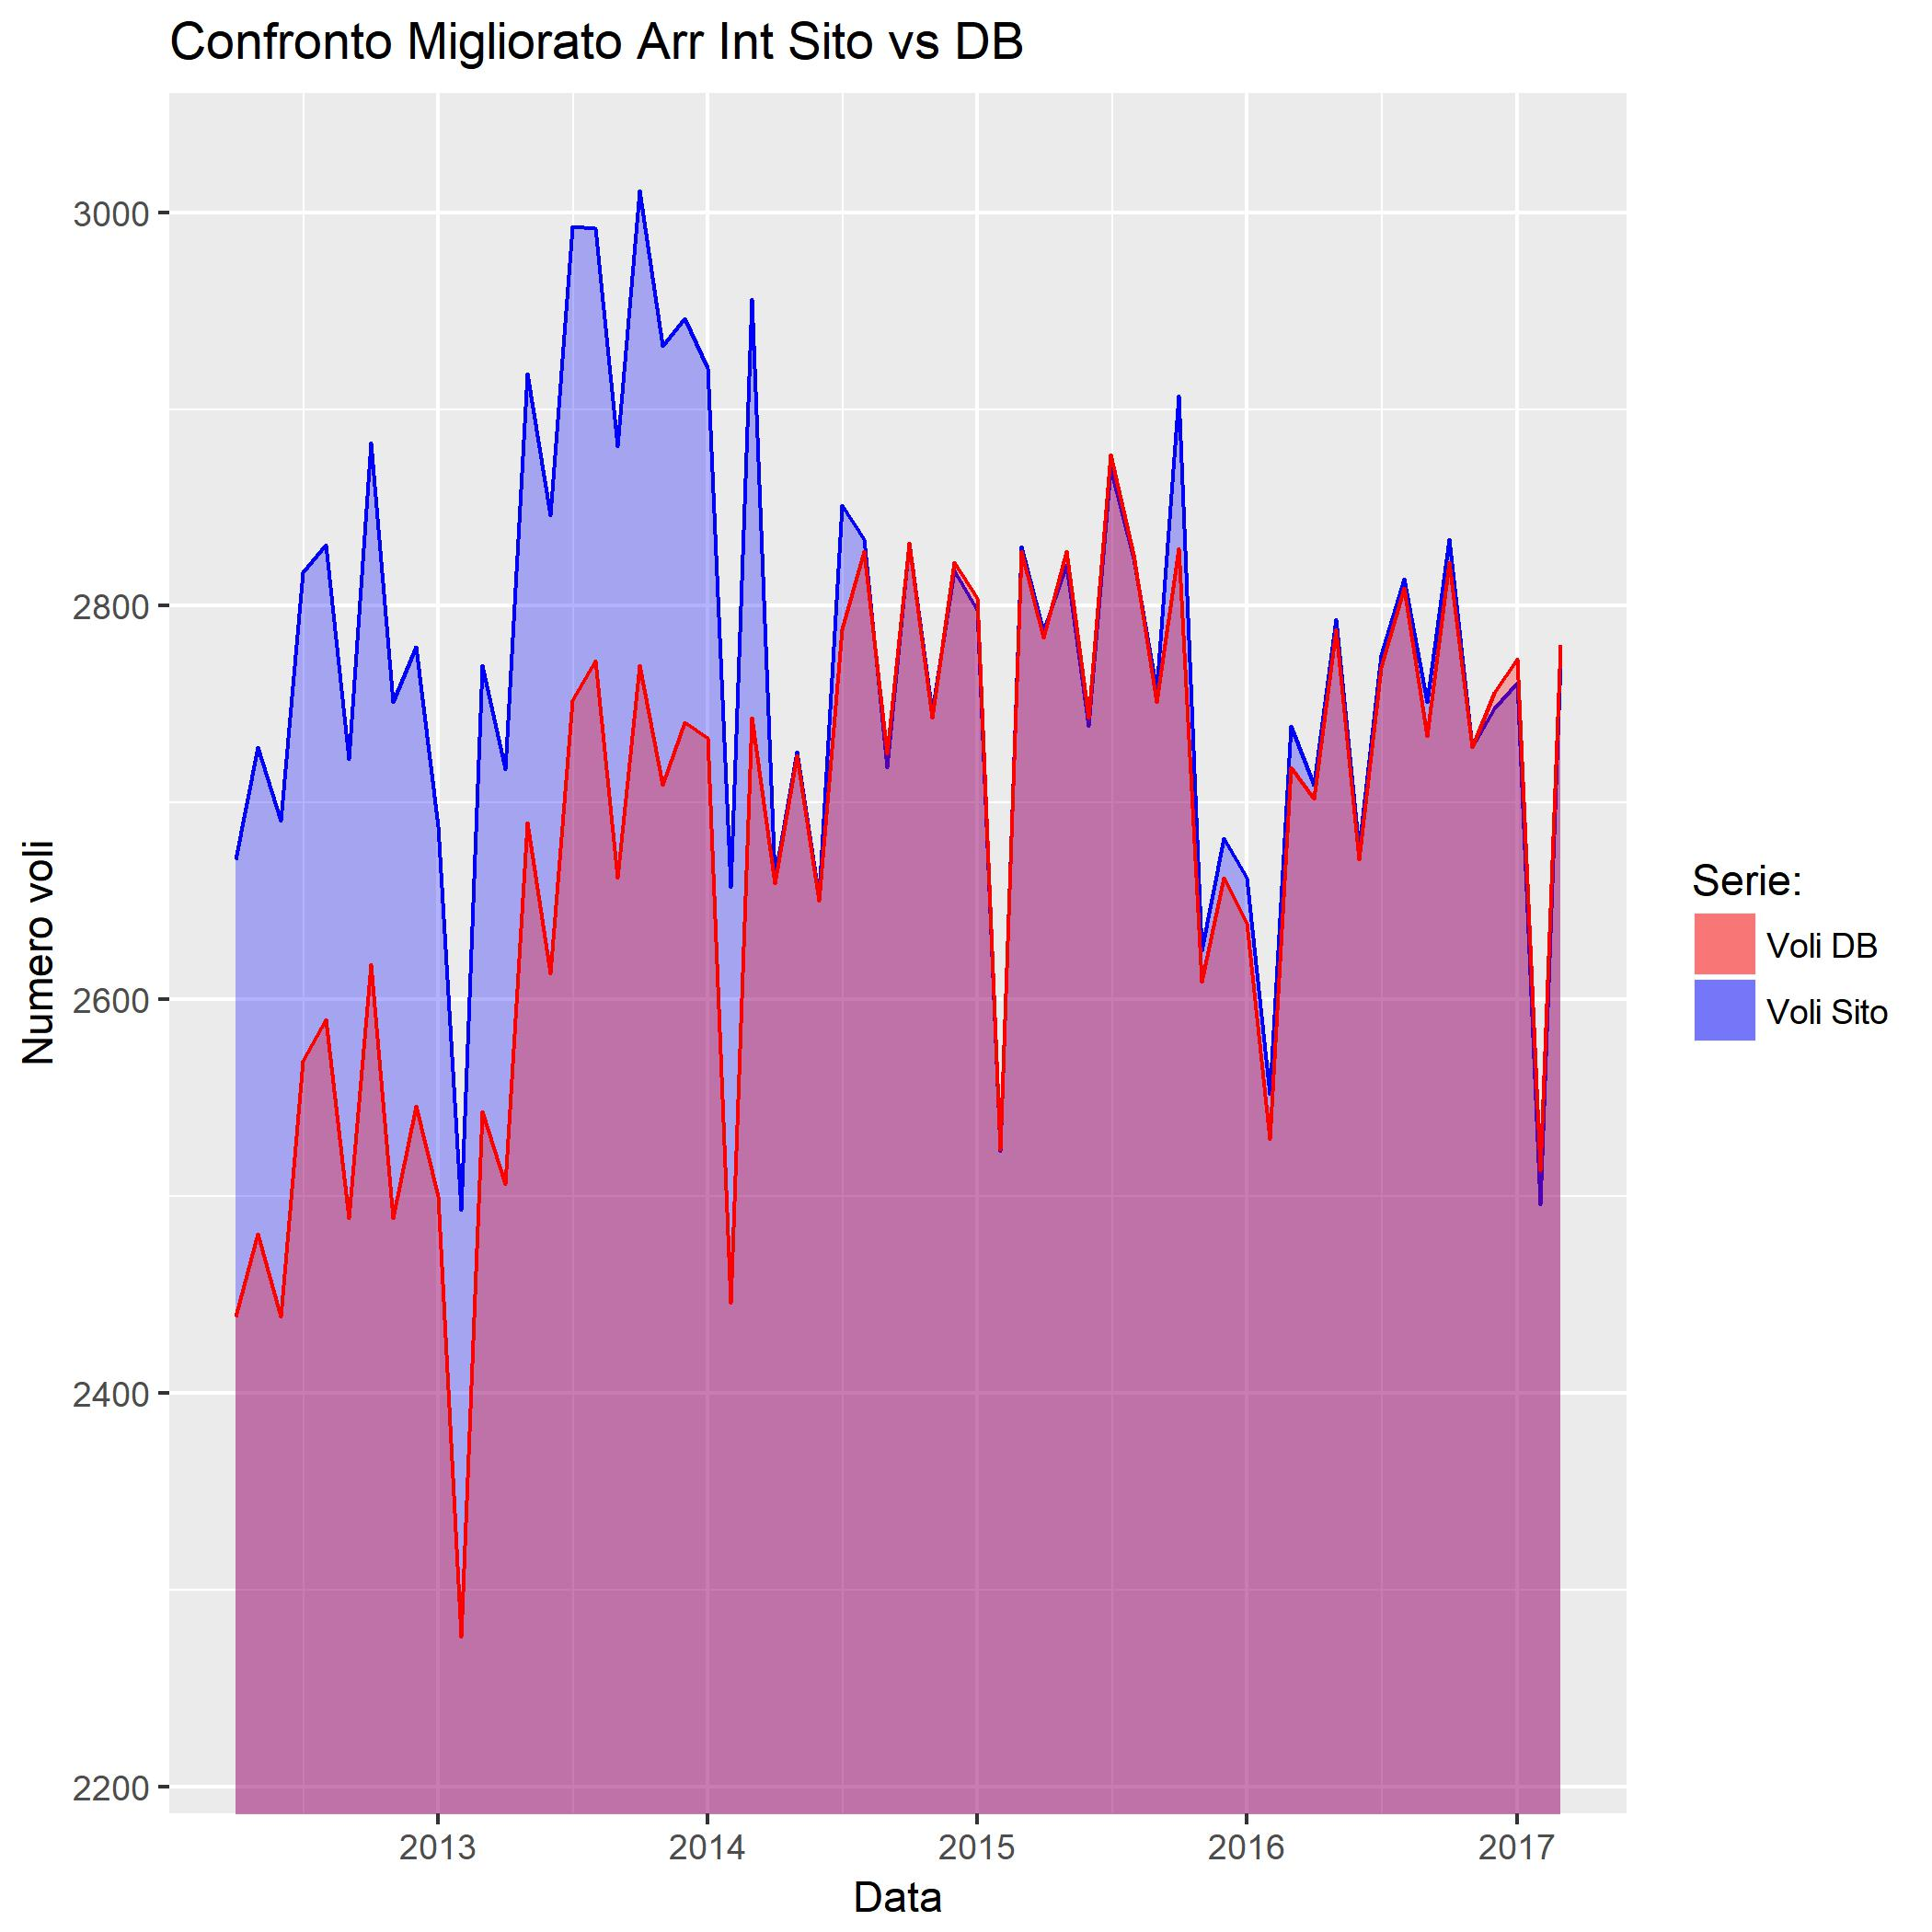 Confronto Migliorato Arr Int Sito vs DB
3000
2800
2600
2400
2200
Numero voli
2013
2014
2015
2016
2017
Data
Serie:
Voli DB
Voli Sito